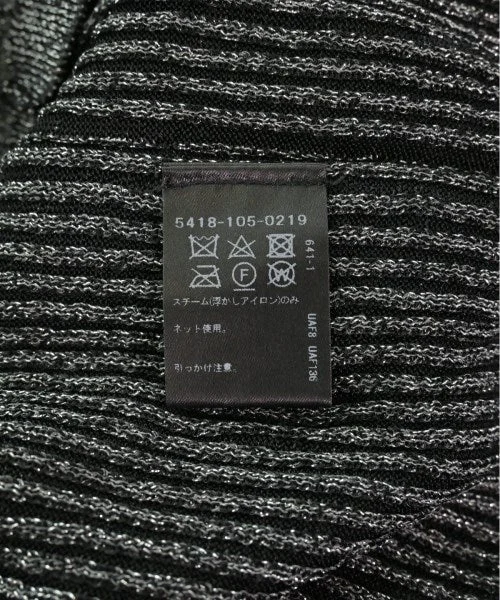 5418-105-0219
F
W
スチーム(浮かしアイロン)のみ
ネット使用。
引っかけ注意。
641-1
UAF8 UAF136